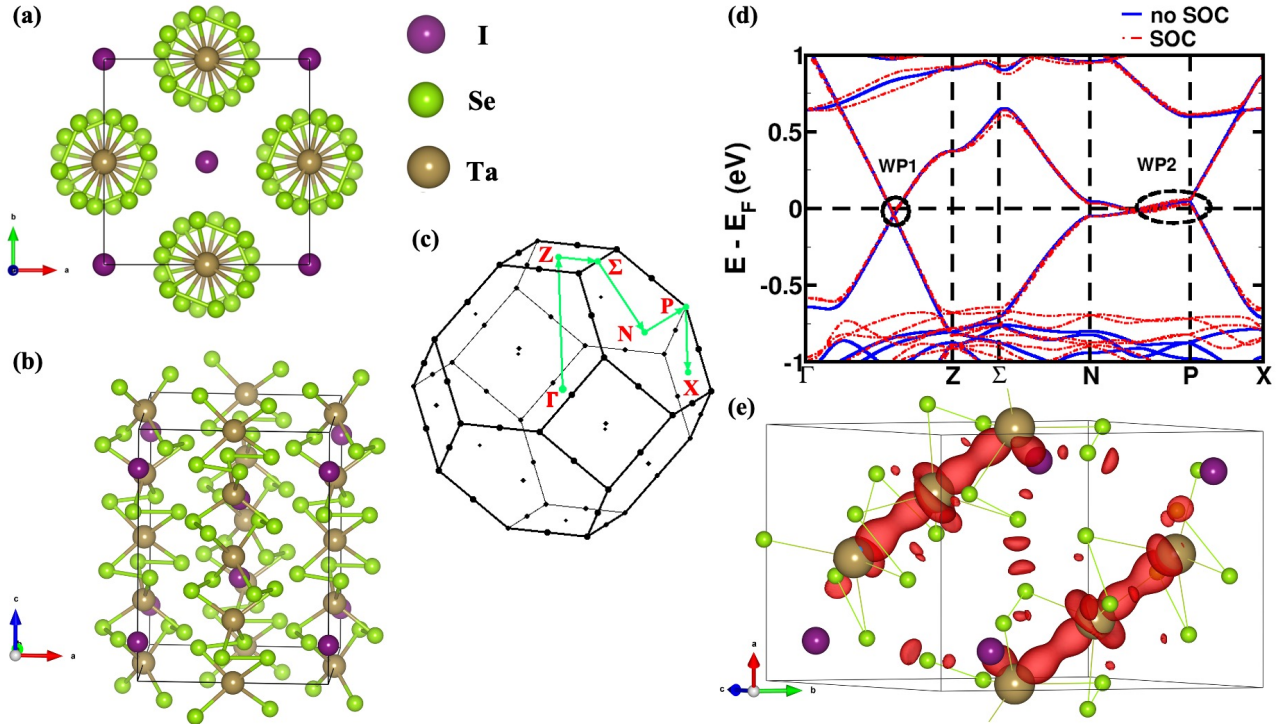 (a)
I
Se
Ta
b
a
(b)
c
a
(c)
Z
Σ
P
N
Γ
X
(d)
no SOC
SOC
E - E_F (eV)
1
0.5
0
-0.5
-1
WP1
WP2
Γ
Z
Σ
N
P
X
(e)
a
c
b